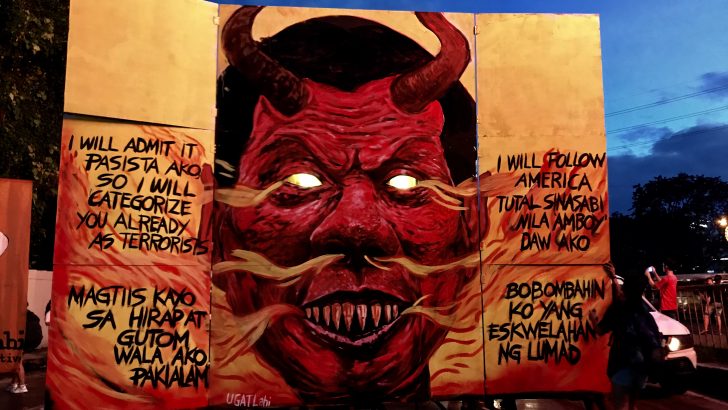 I WILL ADMIT IT
PASISTA AKO
SO I WILL
CATEGORIZE
YOU ALREADY
AS TERRORISTS
MAGTIIS KAYO
SA HIRAP AT
GUTOM
WALA AKO
PAKIALAM
I WILL FOLLOW
AMERICA
TUTAL SINASABI
NILA AMBOY
DAW AKO
BOBOMBAHIN
KO YANG
ESKWELAHAN
NG LUMAD
UGATLahi